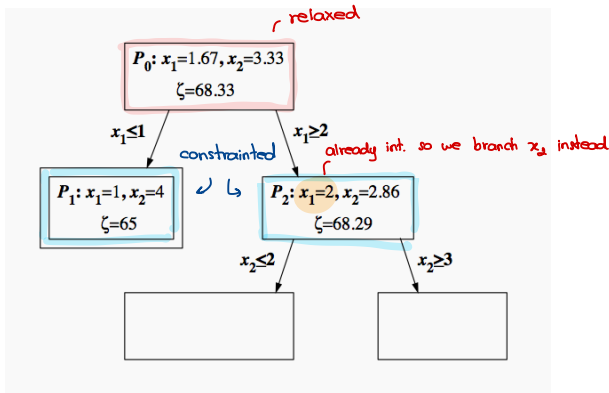 relaxed
P₀: x₁=1.67, x₂=3.33
ζ=68.33
x₁≤1
x₁≥2
constrainted
already int. so we branch x₂ instead
P₁: x₁=1, x₂=4
ζ=65
P₂: x₁=2, x₂=2.86
ζ=68.29
x₂≤2
x₂≥3